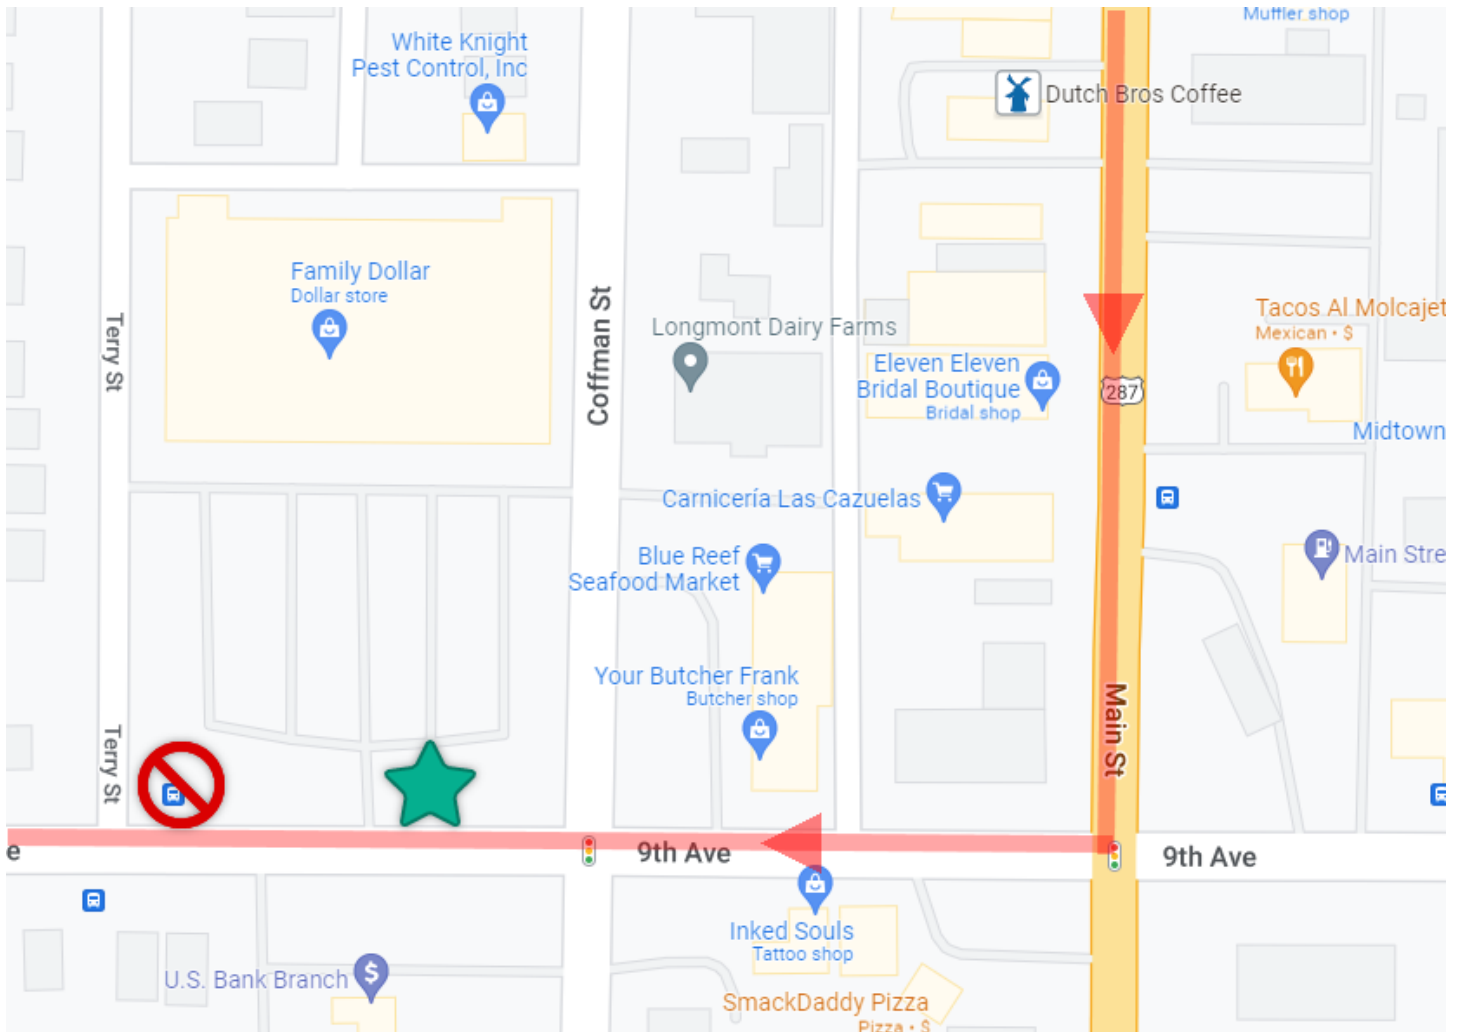 Muffler shop
White Knight
Pest Control, Inc
Dutch Bros Coffee
Family Dollar
Dollar store
Terry St
Coffman St
Longmont Dairy Farms
Tacos Al Molcajet
Mexican • $
Eleven Eleven
Bridal Boutique
Bridal shop
287
Midtown
Carnicería Las Cazuelas
Blue Reef
Seafood Market
Main Stre
Your Butcher Frank
Butcher shop
Main St
Terry St
e
9th Ave
9th Ave
Inked Souls
Tattoo shop
U.S. Bank Branch
$
SmackDaddy Pizza
Pizza • $